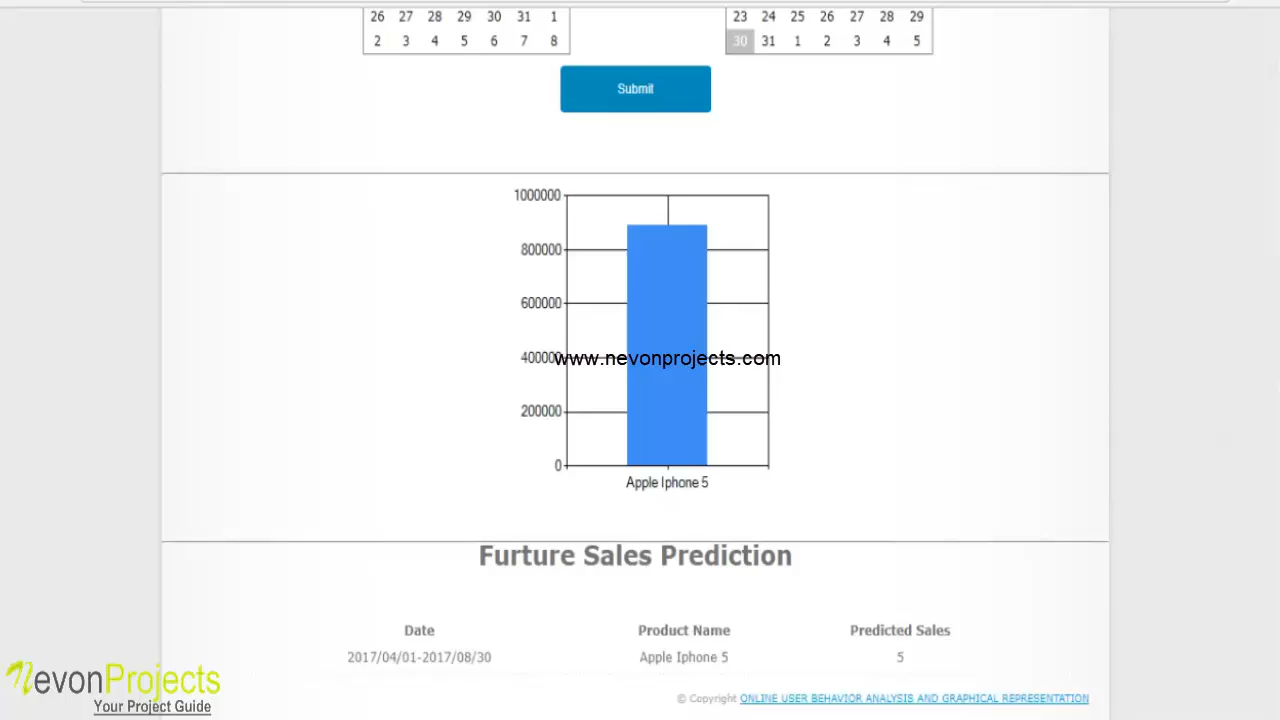 26 27 28 29 30 31 1
2 3 4 5 6 7 8
23 24 25 26 27 28 29
30 31 1 2 3 4 5
Submit
1000000
800000
600000
400000
200000
0
www.nevonprojects.com
Apple Iphone 5
Furture Sales Prediction
Date Product Name Predicted Sales
2017/04/01-2017/08/30 Apple Iphone 5 5
© Copyright ONLINE USER BEHAVIOR ANALYSIS AND GRAPHICAL REPRESENTATION
NevonProjects
Your Project Guide